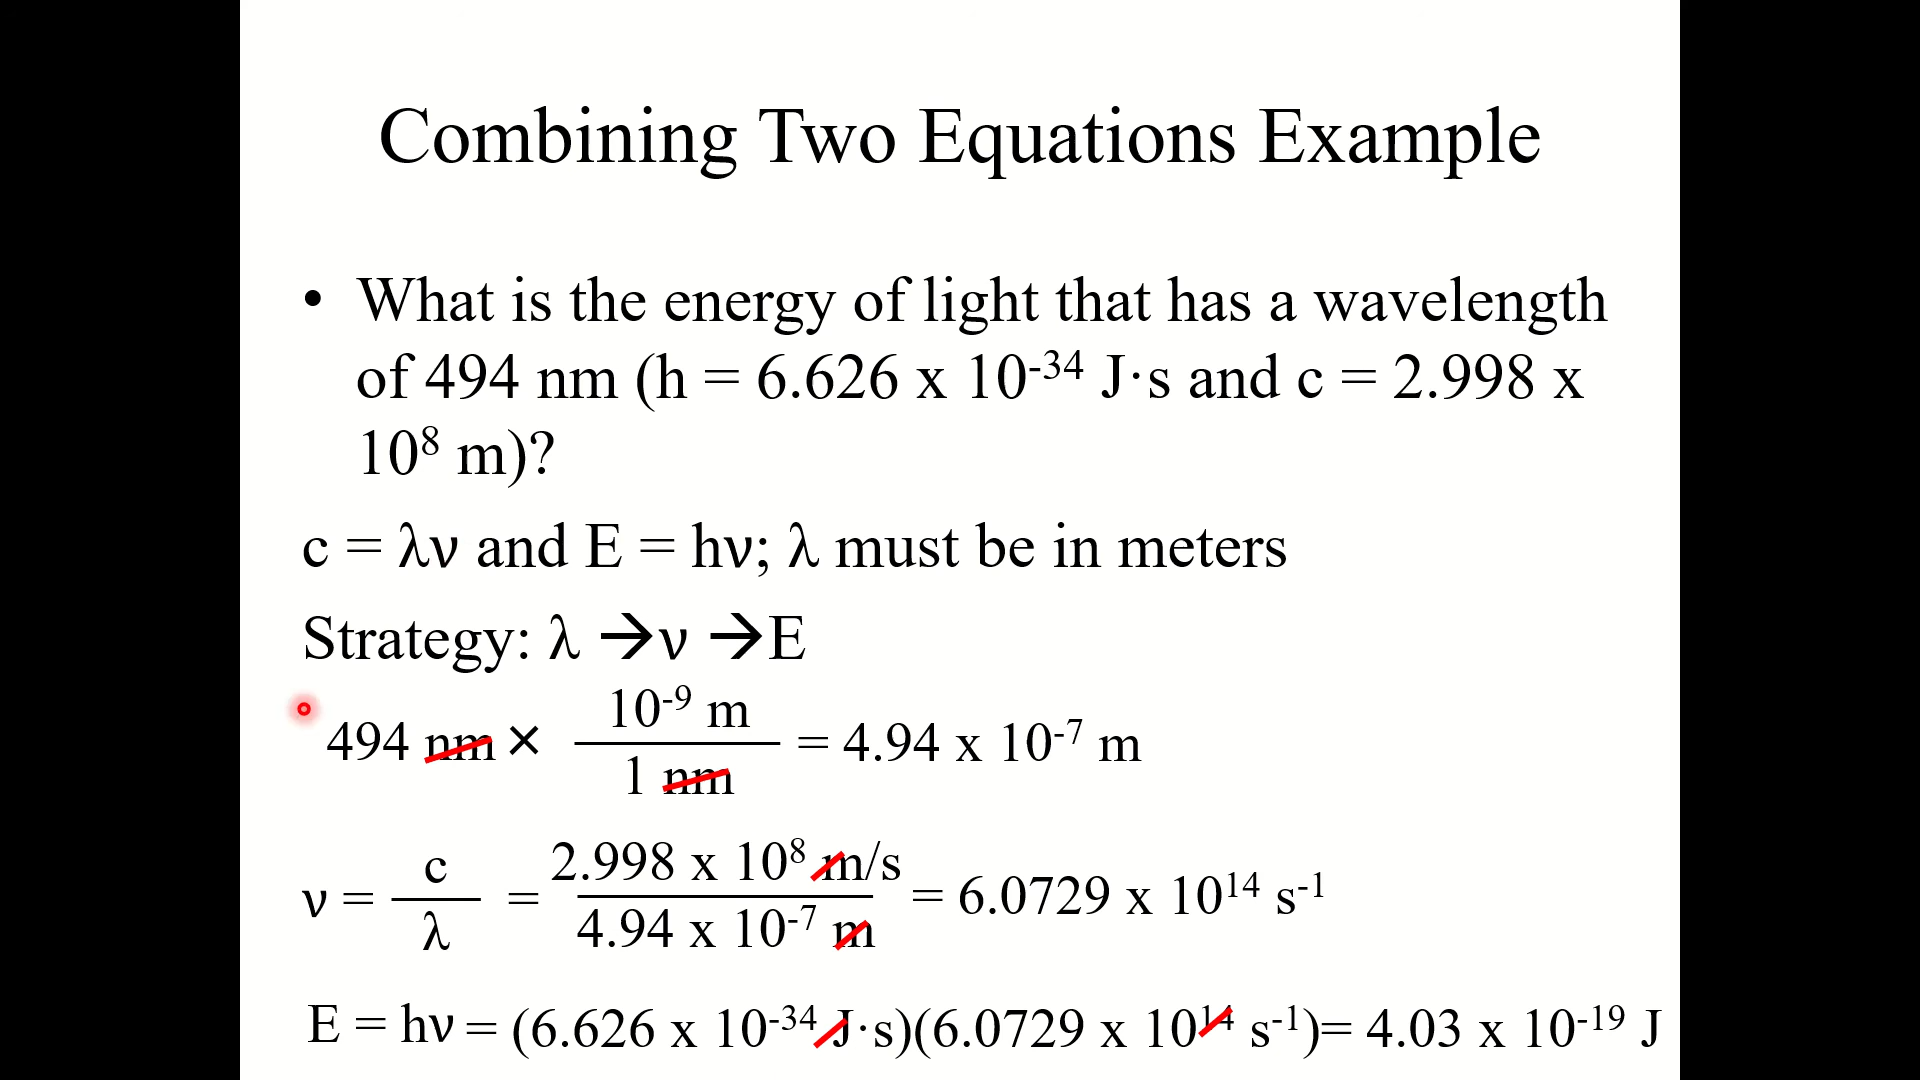 Combining Two Equations Example
• What is the energy of light that has a wavelength
of 494 nm (h = 6.626 x 10⁻³⁴ J·s and c = 2.998 x
10⁸ m)?
c = λν and E = hν; λ must be in meters
Strategy: λ →ν →E
494 nm × 10⁻⁹ m / 1 nm = 4.94 x 10⁻⁷ m
ν = c / λ = 2.998 x 10⁸ m/s / 4.94 x 10⁻⁷ m = 6.0729 x 10¹⁴ s⁻¹
E = hν = (6.626 x 10⁻³⁴ J·s)(6.0729 x 10¹⁴ s⁻¹)= 4.03 x 10⁻¹⁹ J